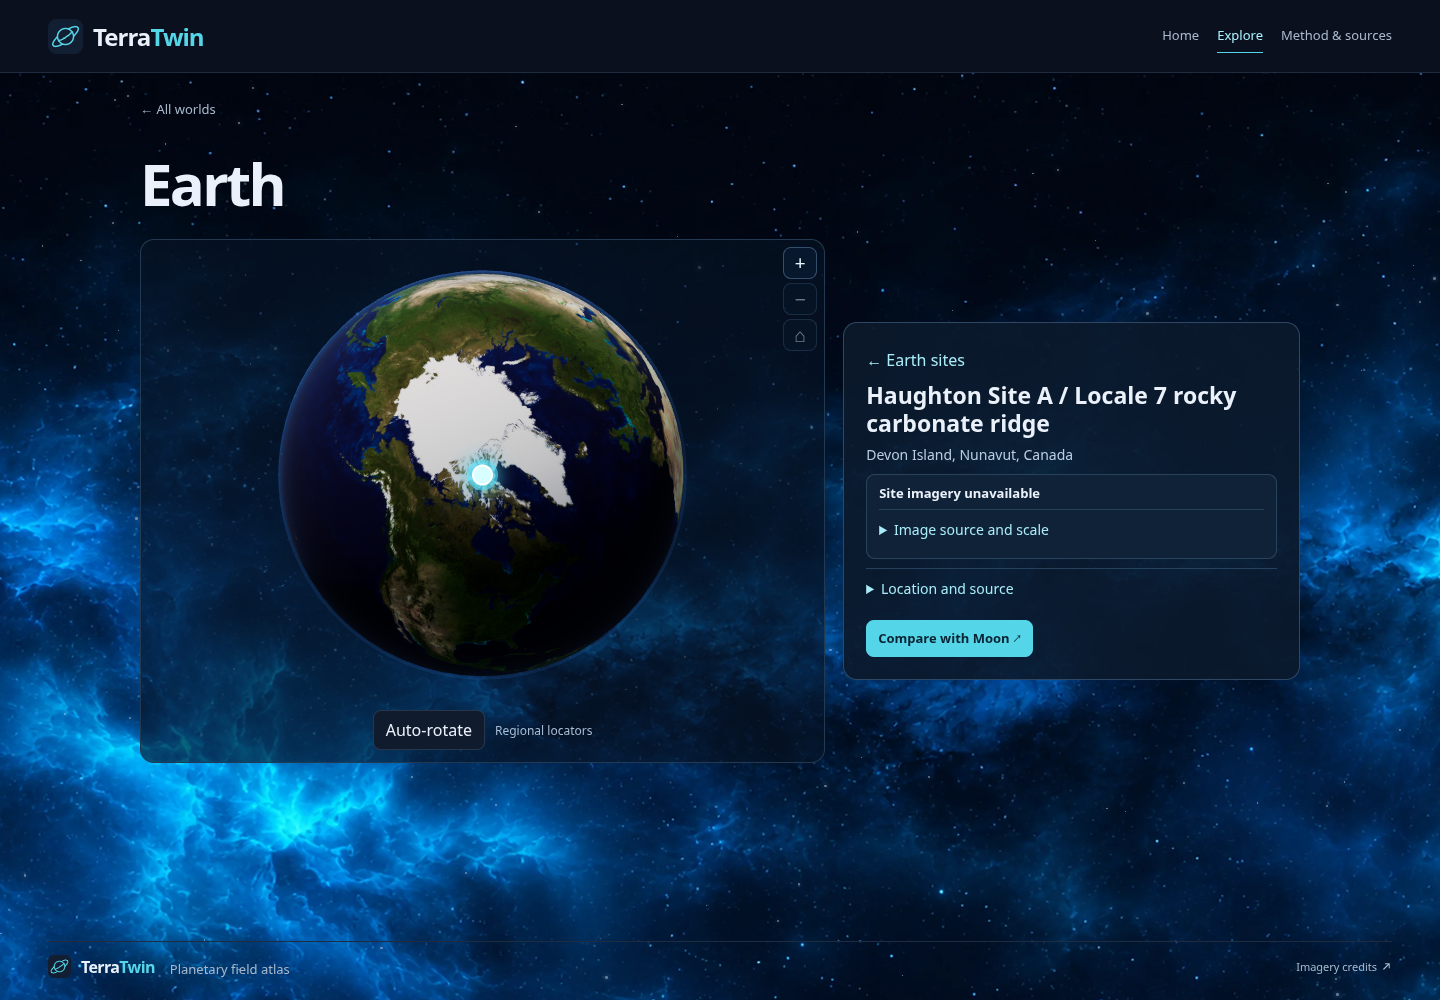 TerraTwin
Home Explore Method & sources
← All worlds
Earth
+
−
← Earth sites
Haughton Site A / Locale 7 rocky
carbonate ridge
Devon Island, Nunavut, Canada
Site imagery unavailable
Image source and scale
Location and source
Compare with Moon ↗
Auto-rotate Regional locators
TerraTwin Planetary field atlas
Imagery credits ↗